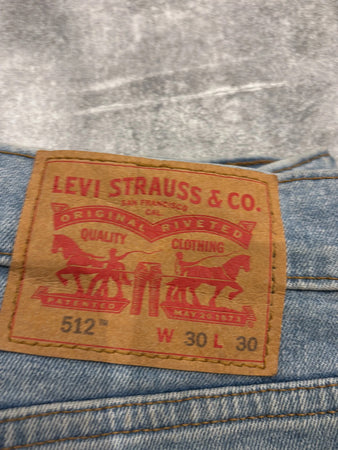 LEVI STRAUSS & CO.
SAN FRANCISCO
CAL.
ORIGINAL RIVETED
QUALITY CLOTHING
PATENTED MAY 20 1873
512™ W 30 L 30